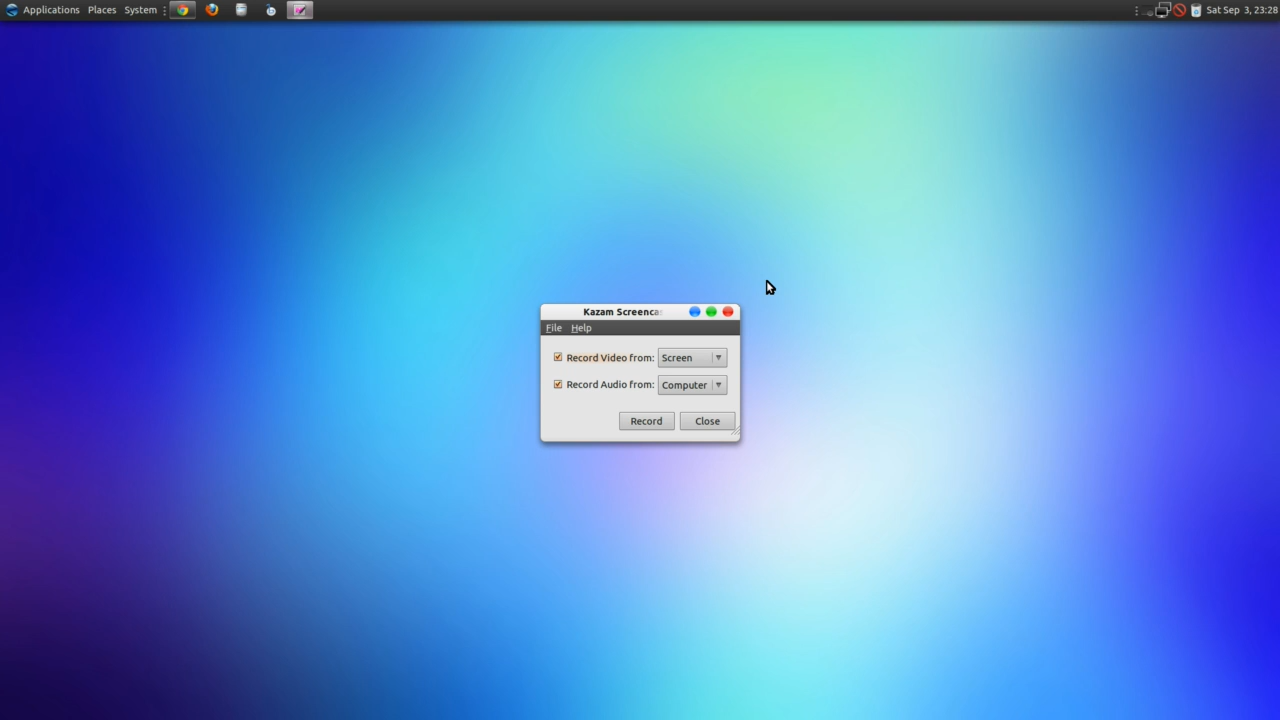 Applications Places System Sat Sep 3, 23:28
Kazam Screenca
File Help
Record Video from: Screen
Record Audio from: Computer
Record Close